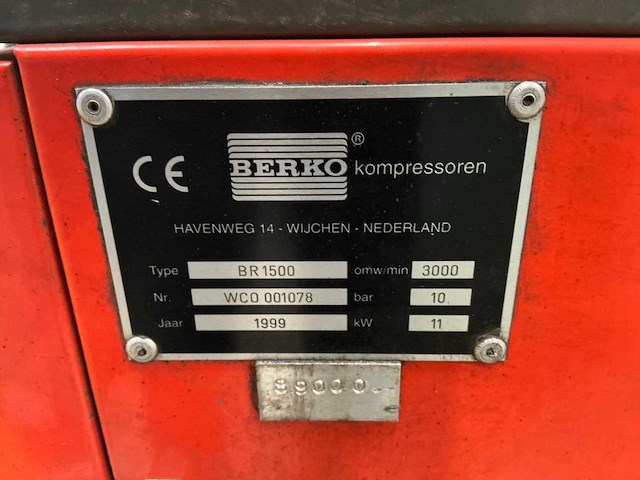 CE BERKO® kompressoren
HAVENWEG 14 - WIJCHEN - NEDERLAND
Type BR1500 omw/min 3000
Nr. WCO 001078 bar 10
Jaar 1999 kW 11